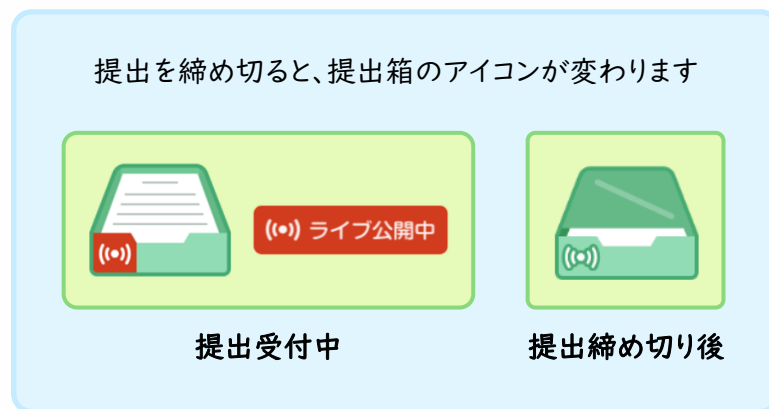 提出を締め切ると、提出箱のアイコンが変わります
ライブ公開中
提出受付中
提出締め切り後